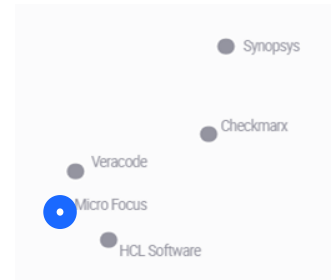 Synopsys
Checkmarx
Veracode
Micro Focus
HCL Software